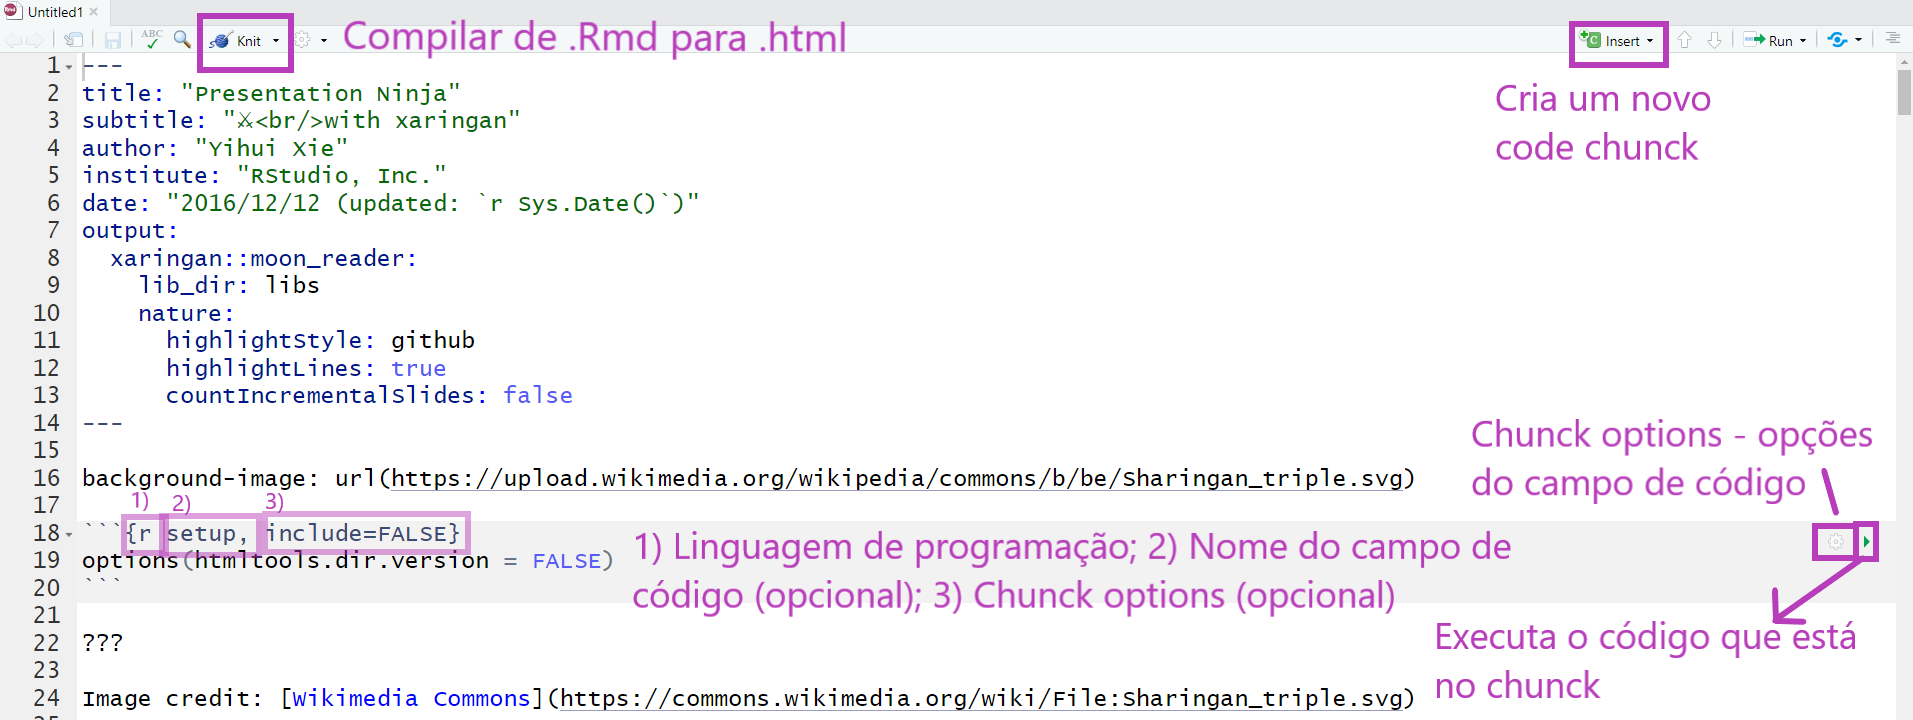 Untitled1
ABC
Knit
Compilar de .Rmd para .html
Insert
Run
Cria um novo
code chunck
1 ---
2 title: "Presentation Ninja"
3 subtitle: "⚔<br/>with xaringan"
4 author: "Yihui Xie"
5 institute: "RStudio, Inc."
6 date: "2016/12/12 (updated: `r Sys.Date()`)"
7 output:
8 xaringan::moon_reader:
9 lib_dir: libs
10 nature:
11 highlightStyle: github
12 highlightLines: true
13 countIncrementalSlides: false
14 ---
15
Chunck options - opções
do campo de código
16 background-image: url(https://upload.wikimedia.org/wikipedia/commons/b/be/Sharingan_triple.svg)
17
1) 2) 3)
18 ```{r setup, include=FALSE}
19 options(htmltools.dir.version = FALSE)
20 ```
1) Linguagem de programação; 2) Nome do campo de
código (opcional); 3) Chunck options (opcional)
21
22 ???
23
Executa o código que está
no chunck
24 Image credit: [Wikimedia Commons](https://commons.wikimedia.org/wiki/File:Sharingan_triple.svg)